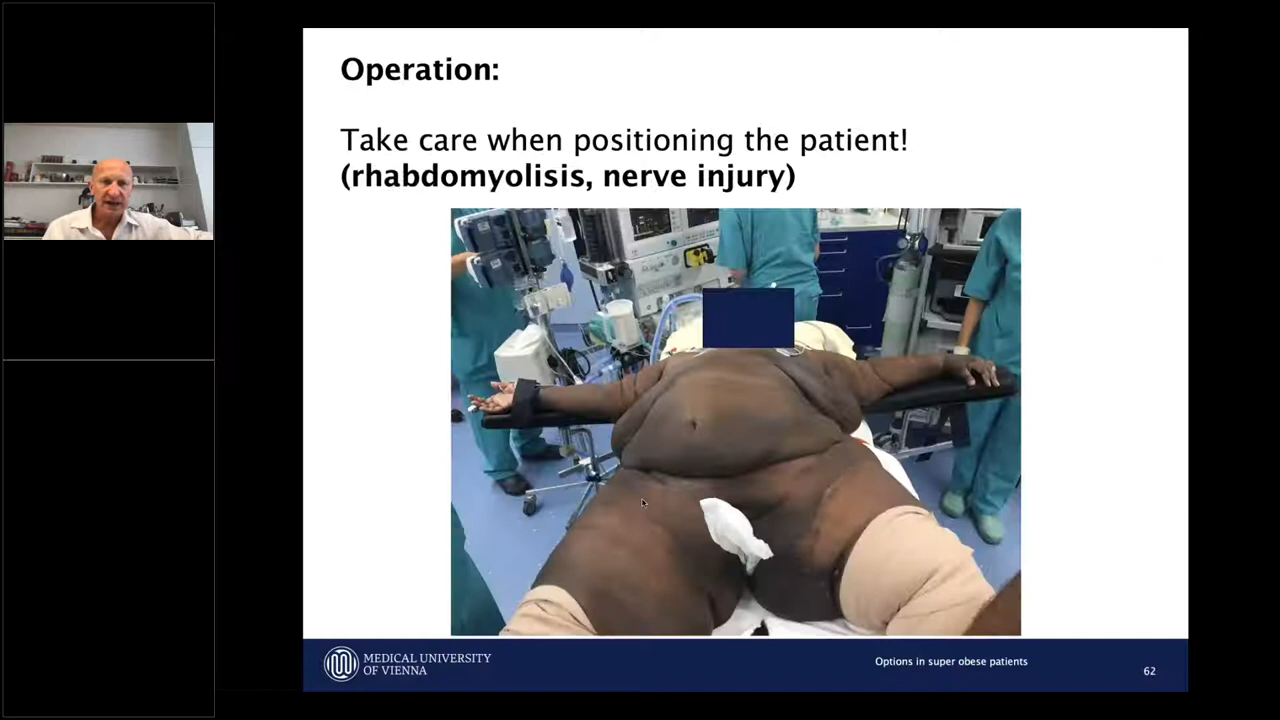 Operation:
Take care when positioning the patient!
(rhabdomyolisis, nerve injury)
MEDICAL UNIVERSITY
OF VIENNA
Options in super obese patients
62